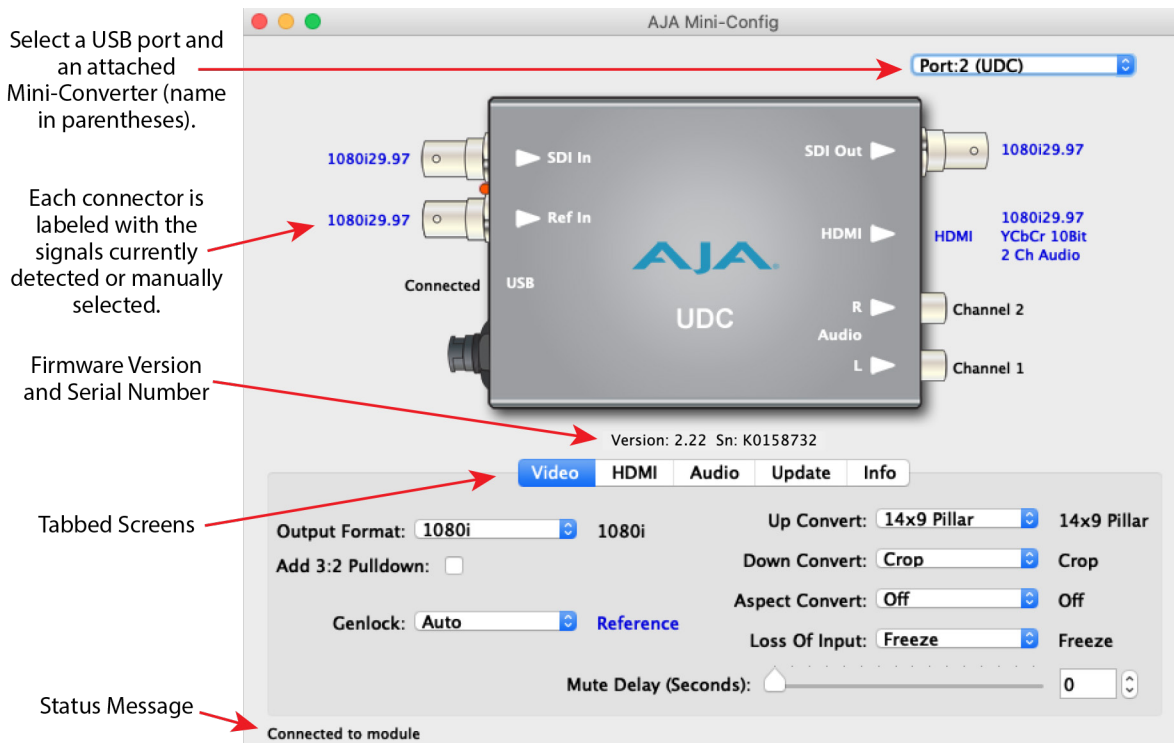 AJA Mini-Config
Select a USB port and
an attached
Mini-Converter (name
in parentheses).
Port:2 (UDC)
1080i29.97
SDI In
SDI Out
1080i29.97
Each connector is
labeled with the
signals currently
detected or manually
selected.
1080i29.97
Ref In
HDMI
HDMI
1080i29.97
YCbCr 10Bit
2 Ch Audio
AJA
Connected
USB
UDC
R
Channel 2
Audio
L
Channel 1
Firmware Version
and Serial Number
Version: 2.22 Sn: K0158732
Video HDMI Audio Update Info
Tabbed Screens
Output Format: 1080i 1080i
Add 3:2 Pulldown:
Genlock: Auto Reference
Up Convert: 14x9 Pillar 14x9 Pillar
Down Convert: Crop Crop
Aspect Convert: Off Off
Loss Of Input: Freeze Freeze
Mute Delay (Seconds): 0
Status Message
Connected to module